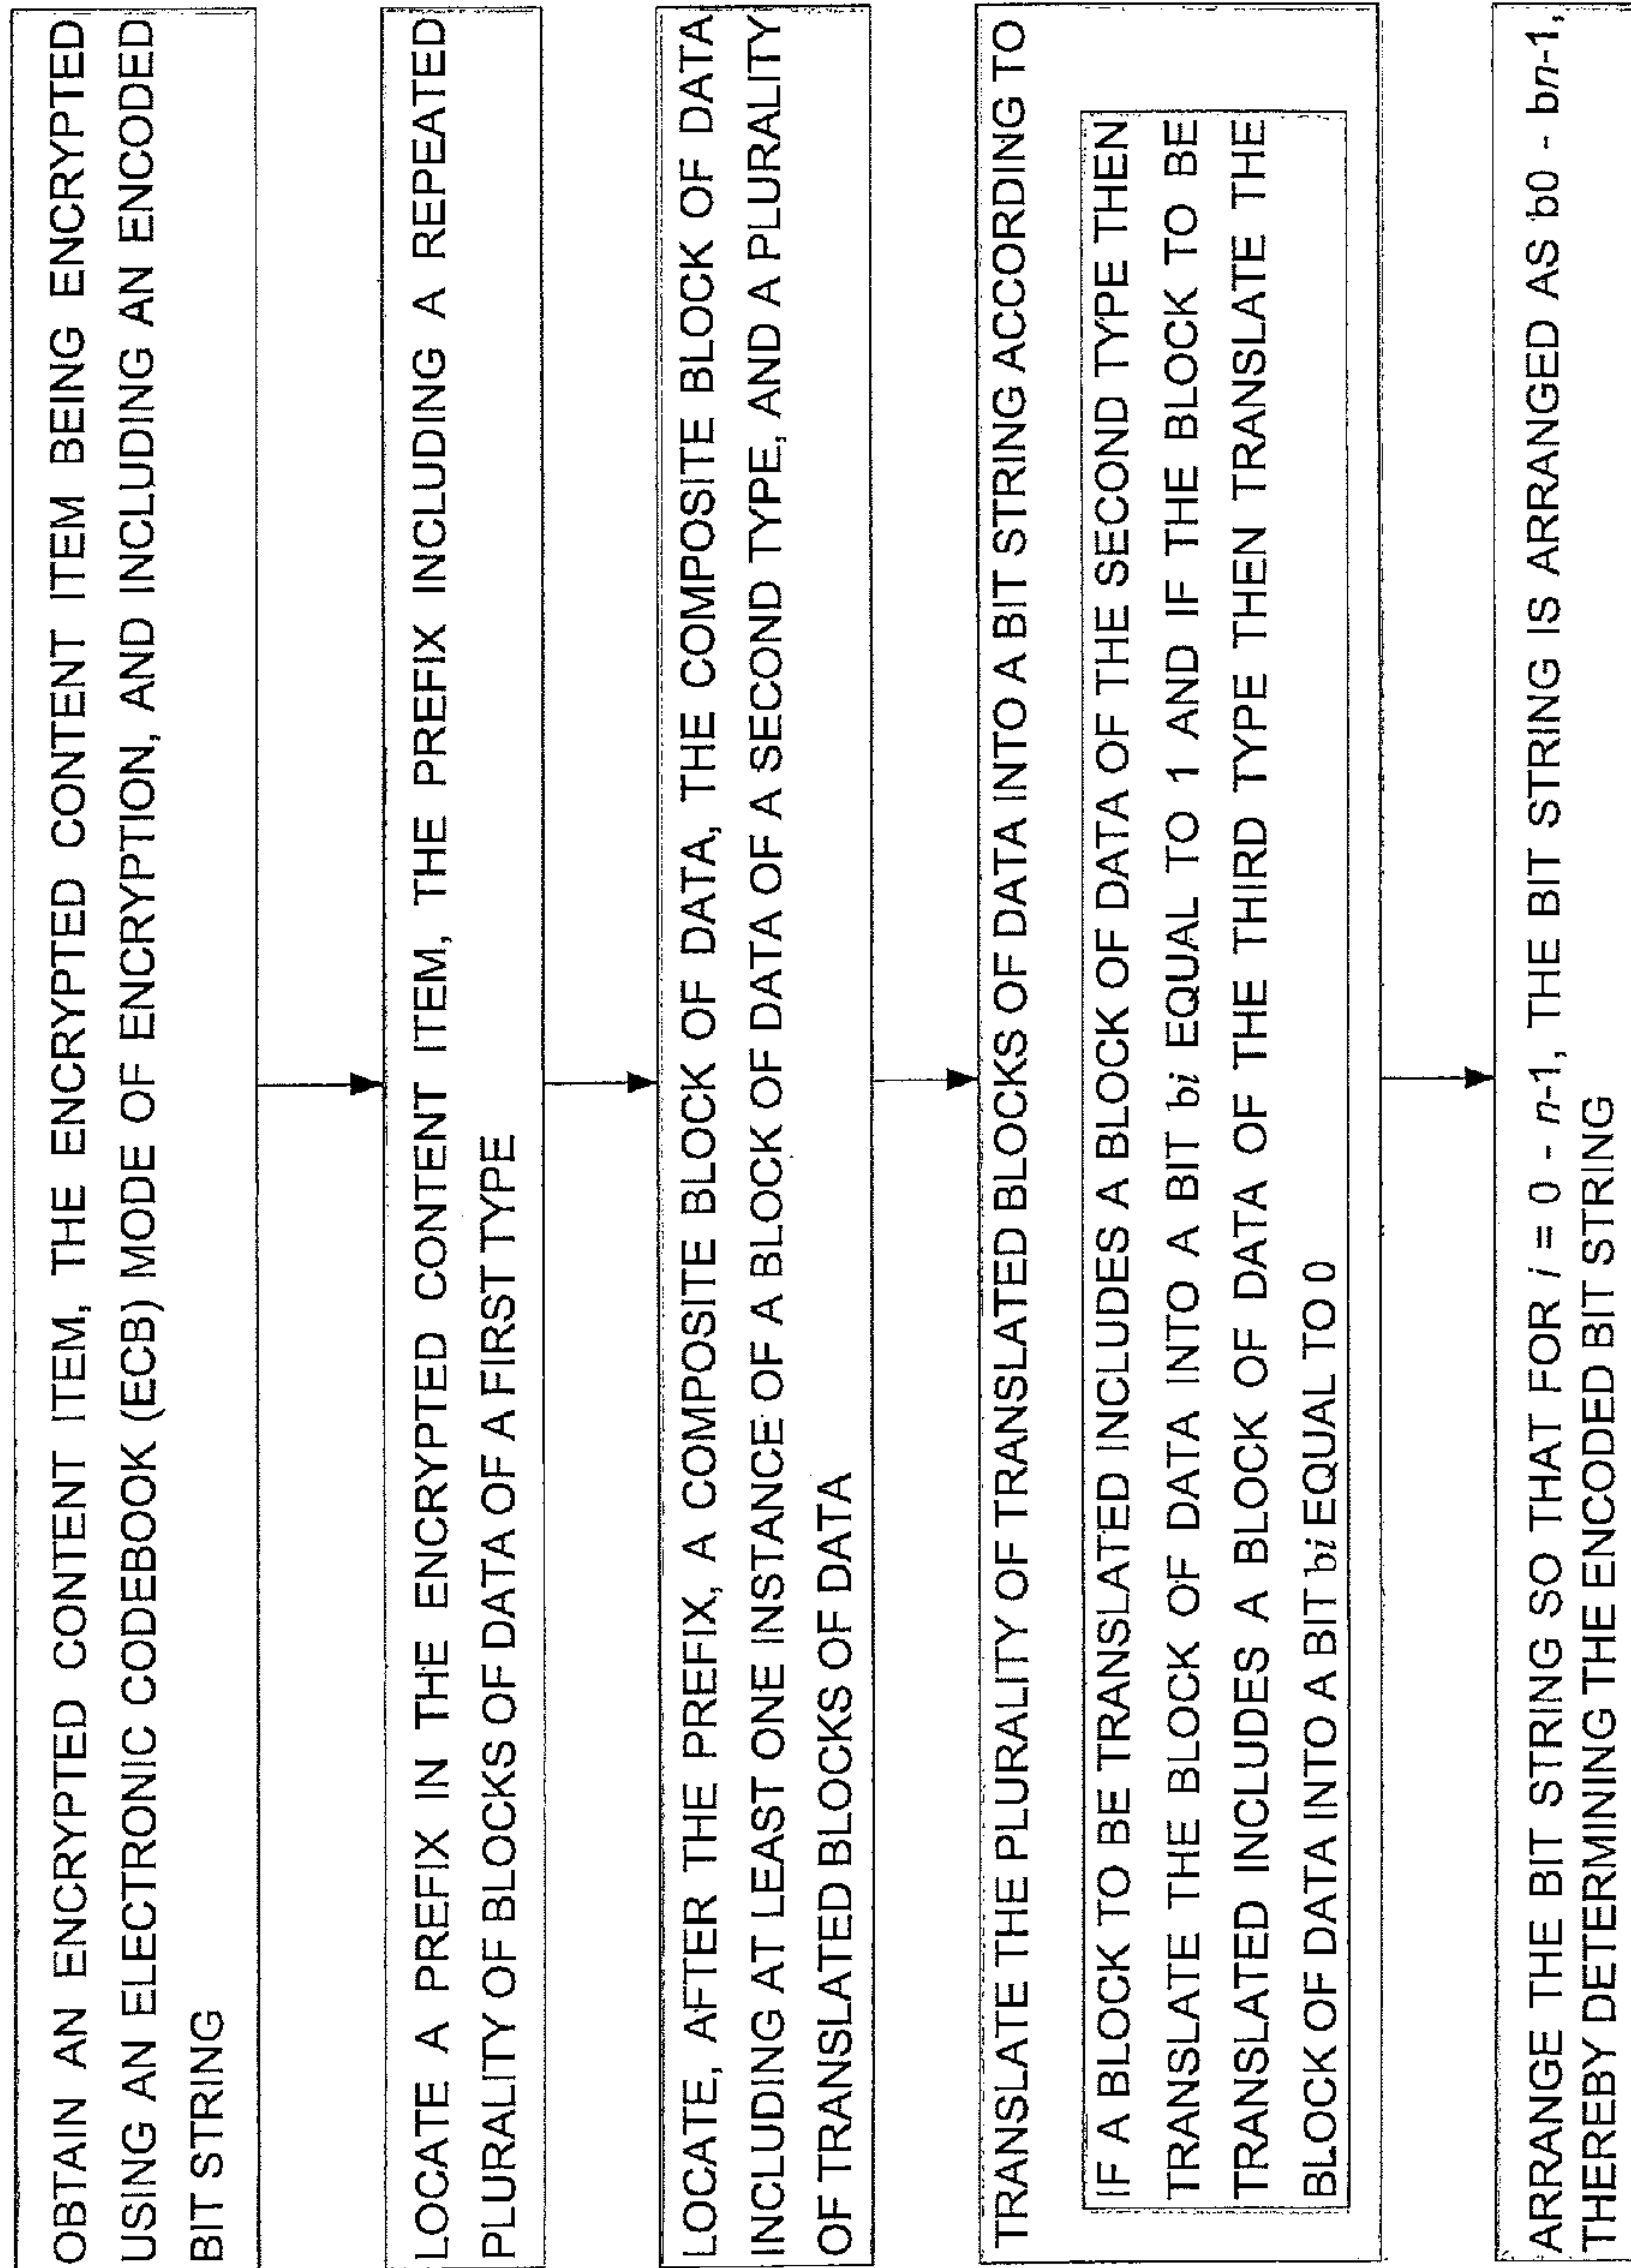 OBTAIN AN ENCRYPTED CONTENT ITEM, THE ENCRYPTED CONTENT ITEM BEING ENCRYPTED
USING AN ELECTRONIC CODEBOOK (ECB) MODE OF ENCRYPTION, AND INCLUDING AN ENCODED
BIT STRING
LOCATE A PREFIX IN THE ENCRYPTED CONTENT ITEM, THE PREFIX INCLUDING A REPEATED
PLURALITY OF BLOCKS OF DATA OF A FIRST TYPE
LOCATE, AFTER THE PREFIX, A COMPOSITE BLOCK OF DATA, THE COMPOSITE BLOCK OF DATA
INCLUDING AT LEAST ONE INSTANCE OF A BLOCK OF DATA OF A SECOND TYPE, AND A PLURALITY
OF TRANSLATED BLOCKS OF DATA
TRANSLATE THE PLURALITY OF TRANSLATED BLOCKS OF DATA INTO A BIT STRING ACCORDING TO
IF A BLOCK TO BE TRANSLATED INCLUDES A BLOCK OF DATA OF THE SECOND TYPE THEN
TRANSLATE THE BLOCK OF DATA INTO A BIT bi EQUAL TO 1 AND IF THE BLOCK TO BE
TRANSLATED INCLUDES A BLOCK OF DATA OF THE THIRD TYPE THEN TRANSLATE THE
BLOCK OF DATA INTO A BIT bi EQUAL TO 0
ARRANGE THE BIT STRING SO THAT FOR i = 0 - n-1, THE BIT STRING IS ARRANGED AS b0 - bn-1,
THEREBY DETERMINING THE ENCODED BIT STRING